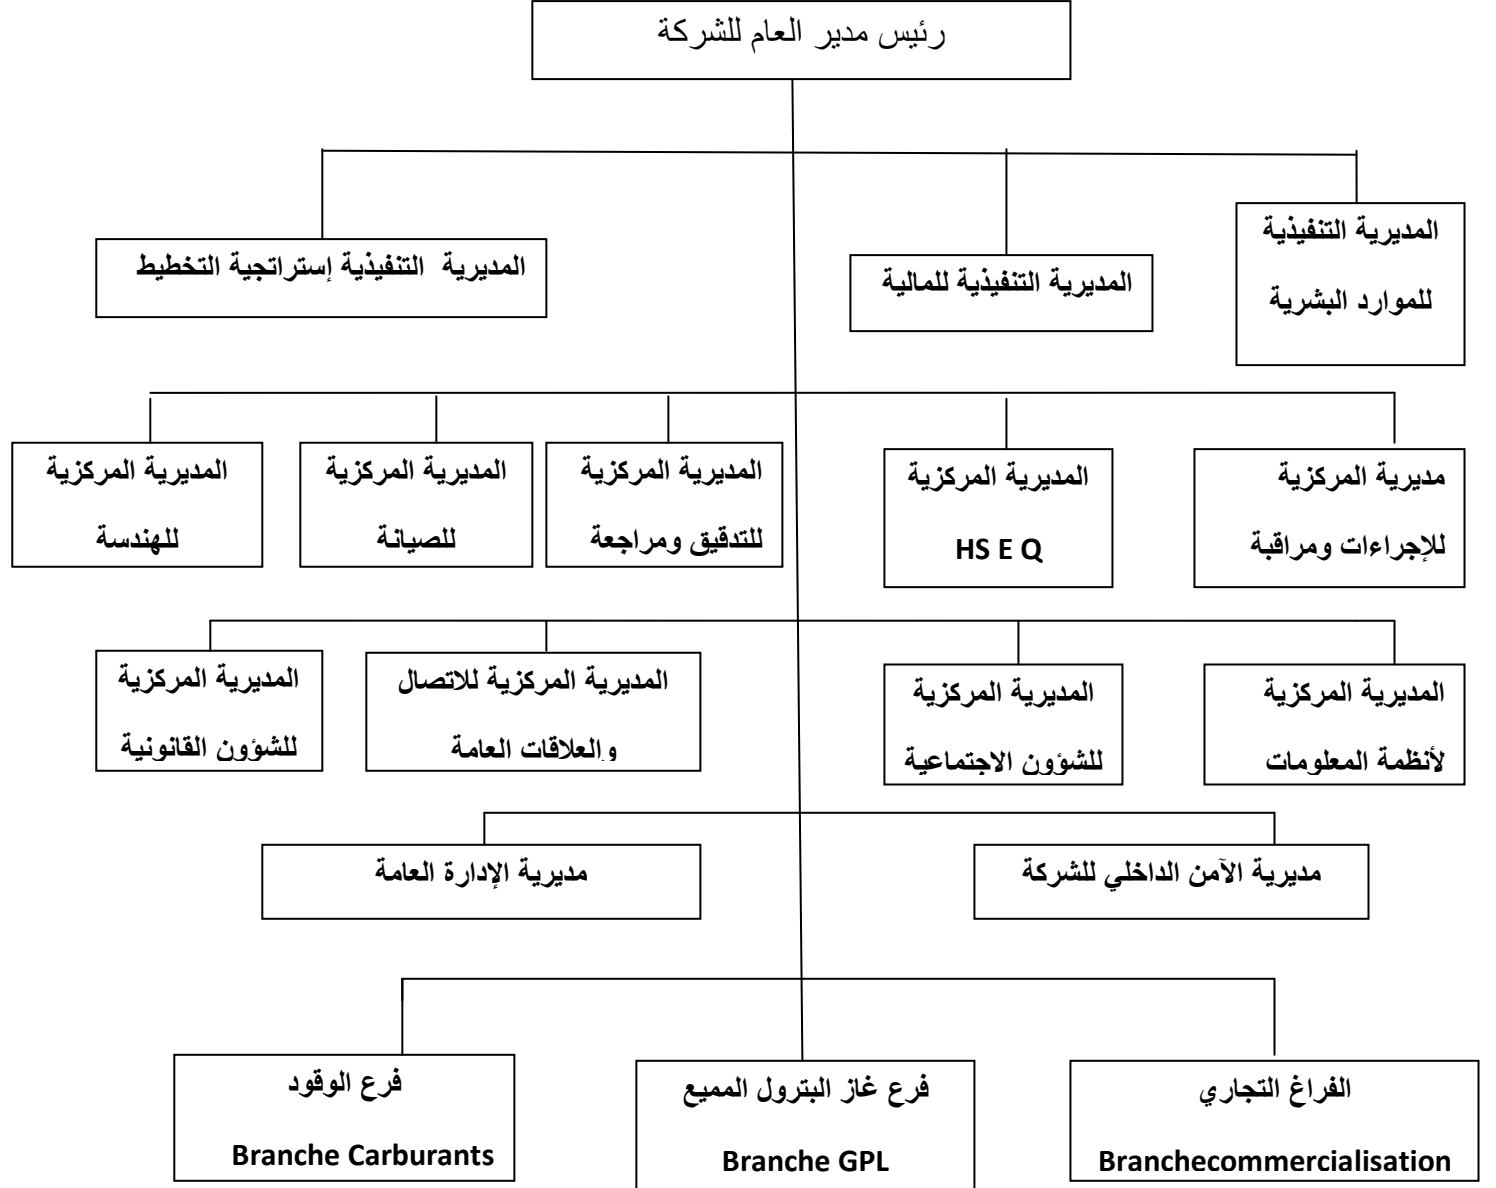 رئيس مدير العام للشركة
المديرية التنفيذية
للموارد البشرية
المديرية التنفيذية للمالية
المديرية التنفيذية إستراتجية التخطيط
مديرية المركزية
للإجراءات ومراقبة
المديرية المركزية
HS E Q
المديرية المركزية
للتدقيق ومراجعة
المديرية المركزية
للصيانة
المديرية المركزية
للهندسة
المديرية المركزية
لأنظمة المعلومات
المديرية المركزية
للشؤون الاجتماعية
المديرية المركزية للاتصال
والعلاقات العامة
المديرية المركزية
للشؤون القانونية
مديرية الآمن الداخلي للشركة
مديرية الإدارة العامة
الفراغ التجاري
Branchecommercialisation
فرع غاز البترول المميع
Branche GPL
فرع الوقود
Branche Carburants